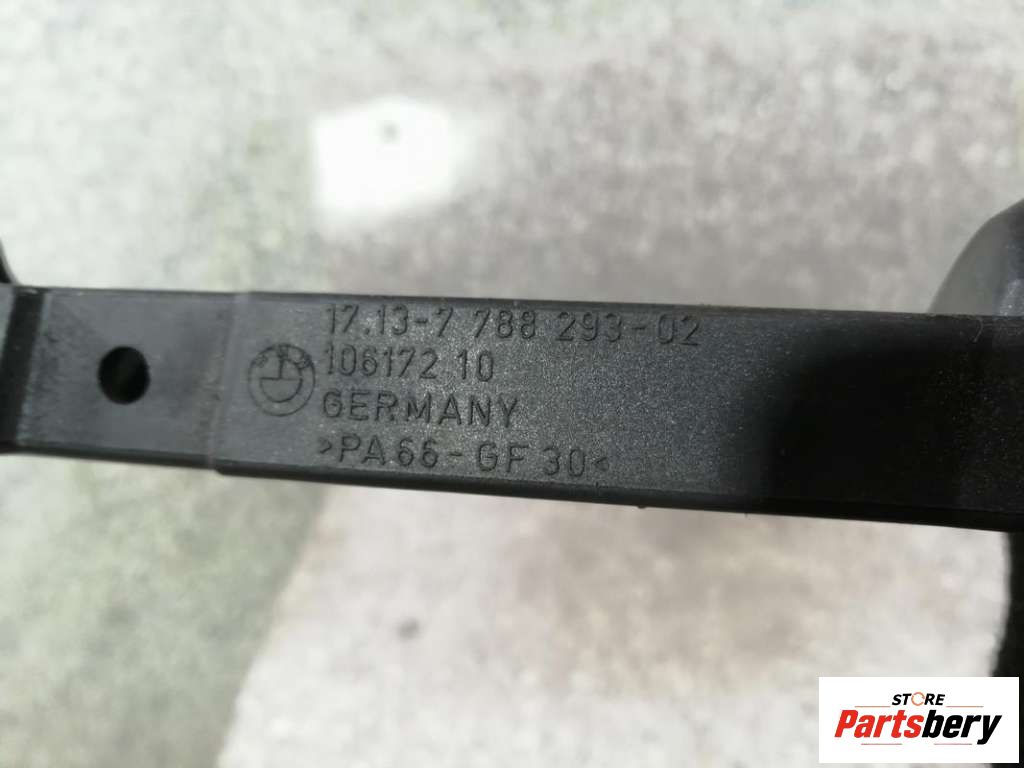 17.13-7 788 293-02
106172 10
GERMANY
>PA66-GF30<
STORE
Partsbery